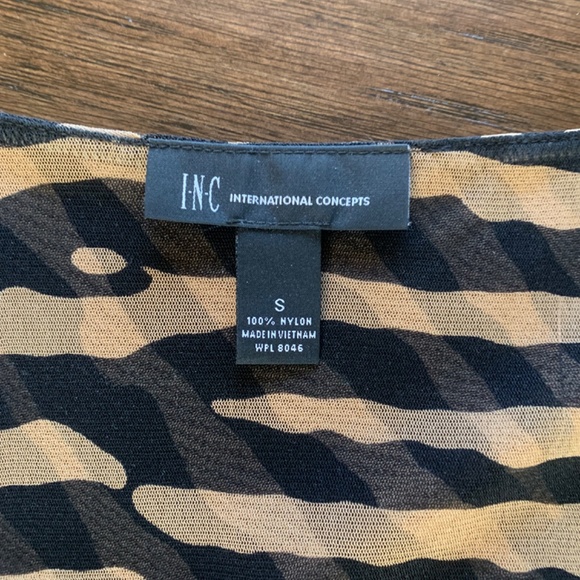 I·N·C INTERNATIONAL CONCEPTS
S
100% NYLON
MADE IN VIETNAM
WPL 8046